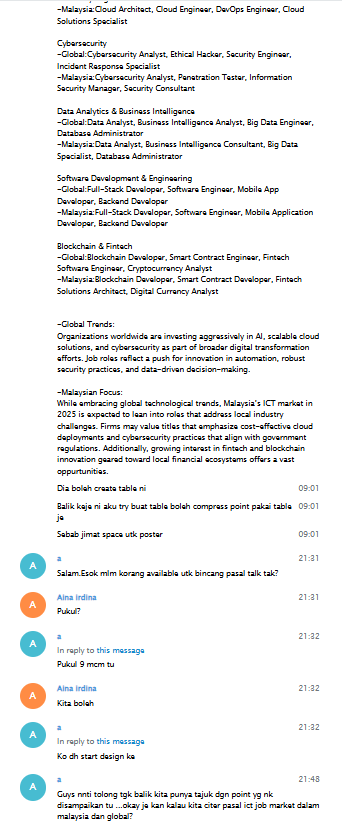 -Malaysia:Cloud Architect, Cloud Engineer, DevOps Engineer, Cloud
Solutions Specialist
Cybersecurity
-Global:Cybersecurity Analyst, Ethical Hacker, Security Engineer,
Incident Response Specialist
-Malaysia:Cybersecurity Analyst, Penetration Tester, Information
Security Manager, Security Consultant
Data Analytics & Business Intelligence
-Global:Data Analyst, Business Intelligence Analyst, Big Data Engineer,
Database Administrator
-Malaysia:Data Analyst, Business Intelligence Consultant, Big Data
Specialist, Database Administrator
Software Development & Engineering
-Global:Full-Stack Developer, Software Engineer, Mobile App
Developer, Backend Developer
-Malaysia:Full-Stack Developer, Software Engineer, Mobile Application
Developer, Backend Developer
Blockchain & Fintech
-Global:Blockchain Developer, Smart Contract Engineer, Fintech
Software Engineer, Cryptocurrency Analyst
-Malaysia:Blockchain Developer, Smart Contract Developer, Fintech
Solutions Architect, Digital Currency Analyst
-Global Trends:
Organizations worldwide are investing aggressively in AI, scalable cloud
solutions, and cybersecurity as part of broader digital transformation
efforts. Job roles reflect a push for innovation in automation, robust
security practices, and data-driven decision-making.
-Malaysian Focus:
While embracing global technological trends, Malaysia's ICT market in
2025 is expected to lean into roles that address local industry
challenges. Firms may value titles that emphasize cost-effective cloud
deployments and cybersecurity practices that align with government
regulations. Additionally, growing interest in fintech and blockchain
innovation geared toward local financial ecosystems offers a vast
oppurtunities.
Dia boleh create table ni 09:01
Balik keje ni aku try buat table boleh compress point pakai table 09:01
je
Sebab jimat space utk poster 09:01
A a 21:31
Salam.Esok mlm korang available utk bincang pasal talk tak?
A Aina irdina 21:31
Pukul?
A a 21:32
In reply to this message
Pukul 9 mcm tu
A Aina irdina 21:32
Kita boleh
A a 21:32
In reply to this message
Ko dh start design ke
A a 21:48
Guys nnti tolong tgk balik kita punya tajuk dgn point yg nk
disampaikan tu ...okay je kan kalau kita citer pasal ict job market dalam
malaysia dan global?